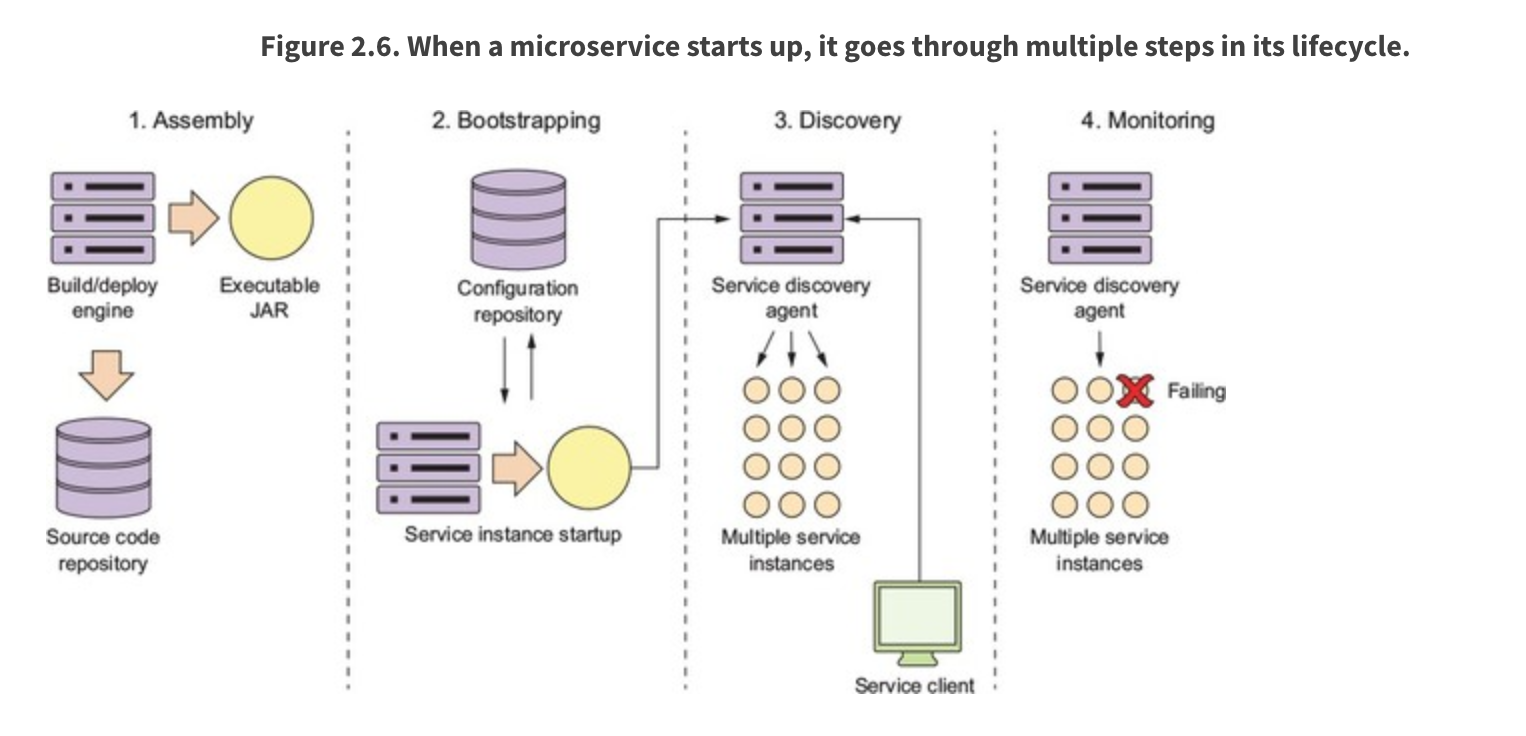 Figure 2.6. When a microservice starts up, it goes through multiple steps in its lifecycle.
1. Assembly
Build/deploy
engine
Executable
JAR
Source code
repository
2. Bootstrapping
Configuration
repository
Service instance startup
3. Discovery
Service discovery
agent
Multiple service
instances
Service client
4. Monitoring
Service discovery
agent
Failing
Multiple service
instances